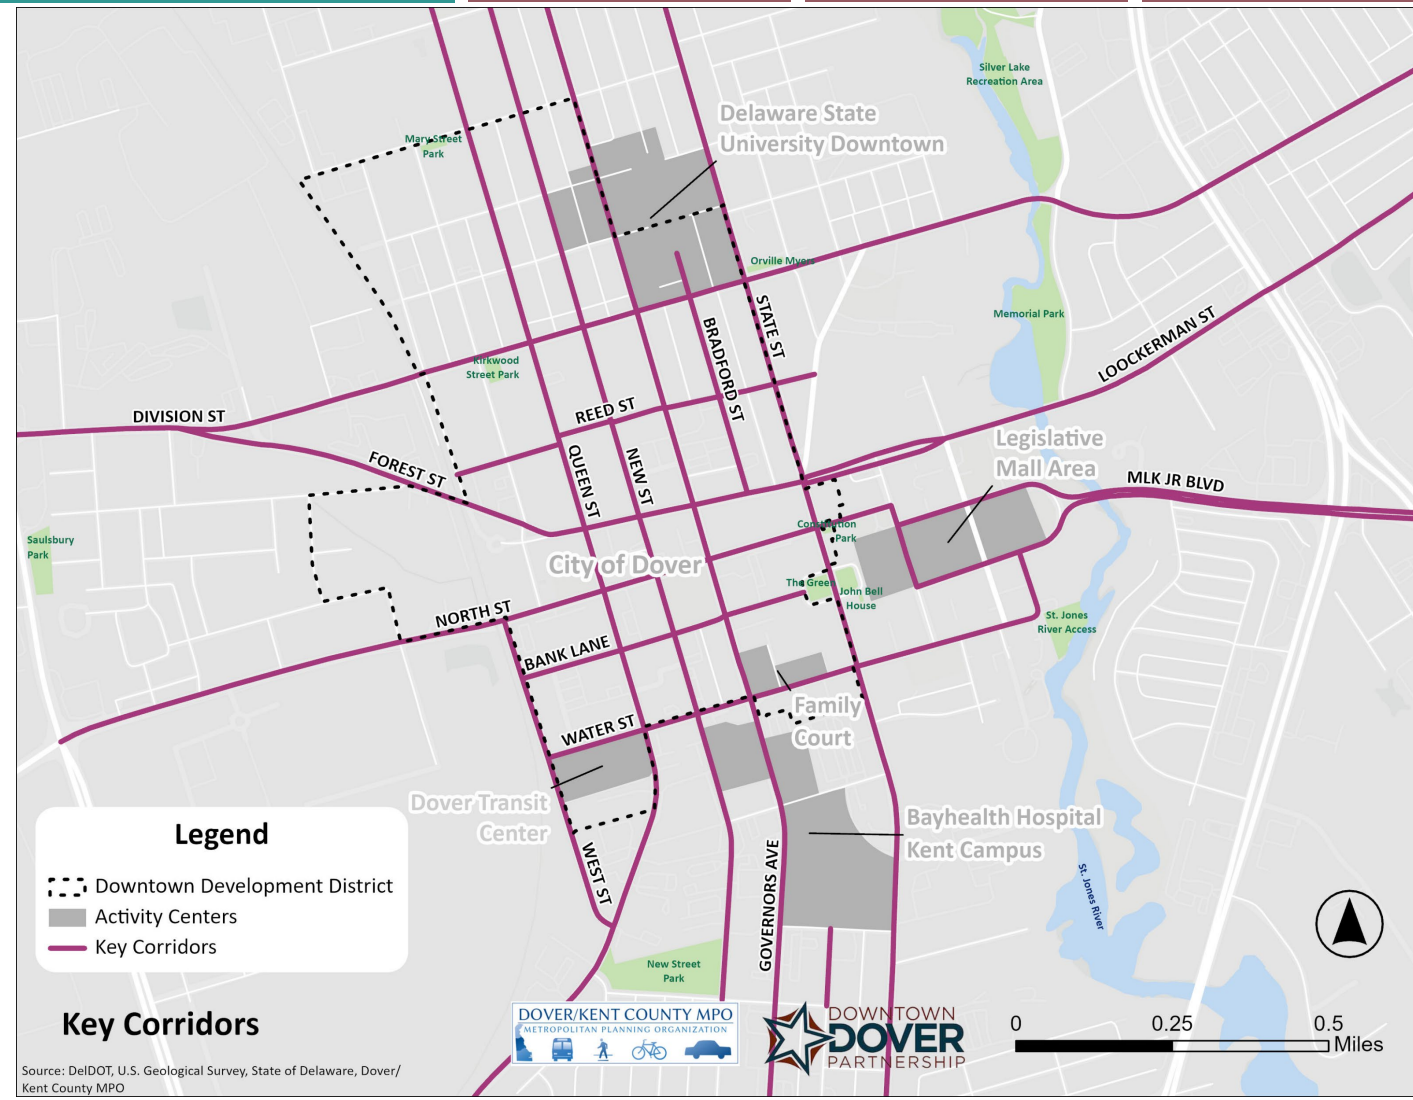 Silver Lake
Recreation Area
Delaware State
University Downtown
Mary Street
Park
Orville Myers
STATE ST
Memorial Park
BRADFORD ST
LOOCKERMAN ST
Kirkwood
Street Park
DIVISION ST
REED ST
Legislative
Mall Area
FOREST ST
QUEEN ST
NEW ST
MLK JR BLVD
Constitution
Park
Saulsbury
Park
City of Dover
The Green
John Bell
House
NORTH ST
St. Jones
River Access
BANK LANE
Family
Court
WATER ST
Dover Transit
Center
Bayhealth Hospital
Kent Campus
WEST ST
GOVERNORS AVE
St. Jones River
New Street
Park
Legend
Downtown Development District
Activity Centers
Key Corridors
Key Corridors
Source: DelDOT, U.S. Geological Survey, State of Delaware, Dover/
Kent County MPO
DOVER/KENT COUNTY MPO
METROPOLITAN PLANNING ORGANIZATION
DOWNTOWN
DOVER
PARTNERSHIP
0 0.25 0.5
Miles